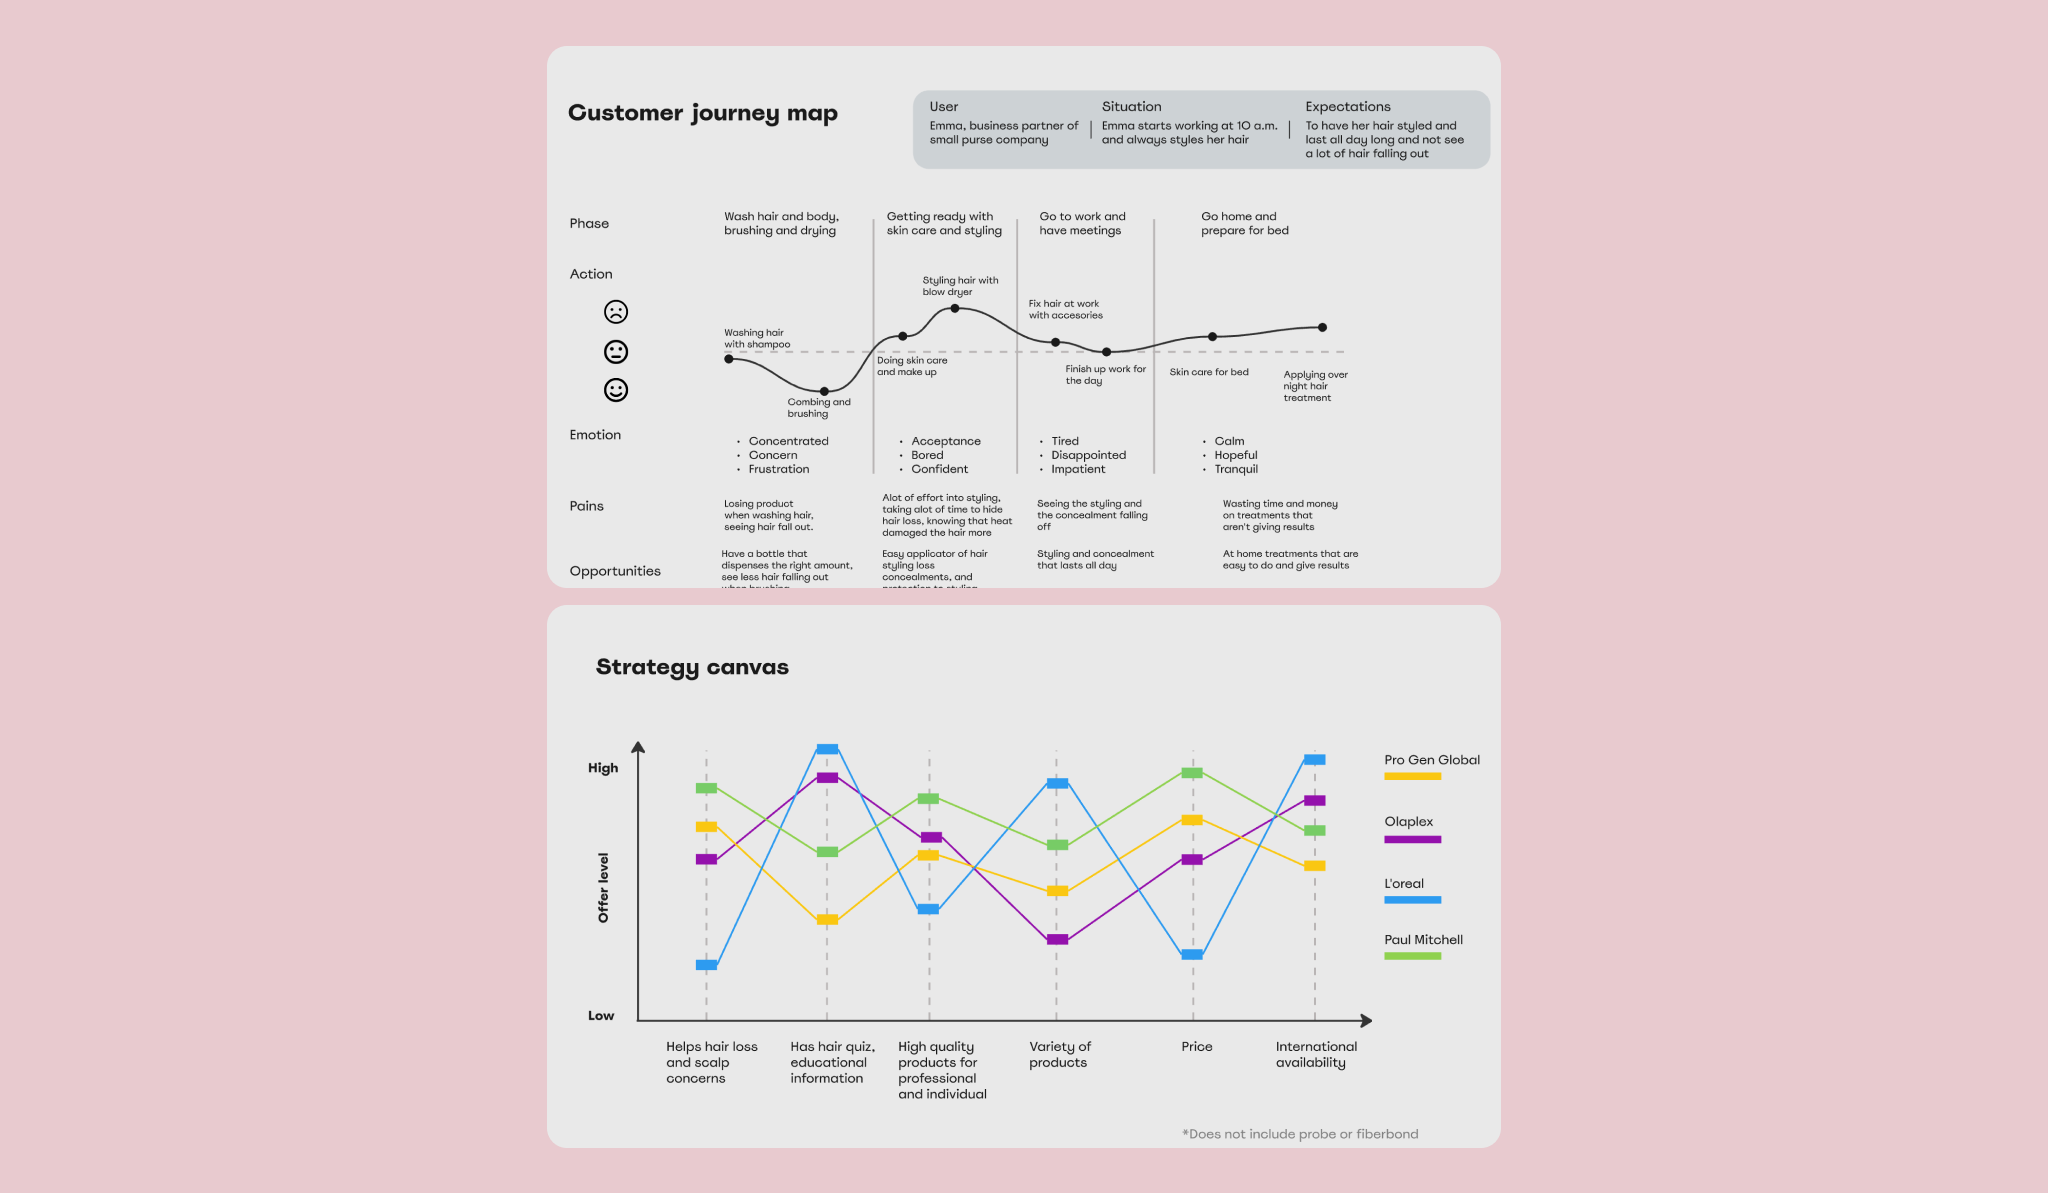 Customer journey map
User
Emma, business partner of
small purse company
Situation
Emma starts working at 10 a.m.
and always styles her hair
Expectations
To have her hair styled and
last all day long and not see
a lot of hair falling out
Phase
Wash hair and body,
brushing and drying
Getting ready with
skin care and styling
Go to work and
have meetings
Go home and
prepare for bed
Action
Washing hair
with shampoo
Combing and
brushing
Doing skin care
and make up
Styling hair with
blow dryer
Fix hair at work
with accesories
Finish up work for
the day
Skin care for bed
Applying over
night hair
treatment
Emotion
• Concentrated
• Concern
• Frustration
• Acceptance
• Bored
• Confident
• Tired
• Disappointed
• Impatient
• Calm
• Hopeful
• Tranquil
Pains
Losing product
when washing hair,
seeing hair fall out.
Alot of effort into styling,
taking alot of time to hide
hair loss, knowing that heat
damaged the hair more
Seeing the styling and
the concealment falling
off
Wasting time and money
on treatments that
aren't giving results
Opportunities
Have a bottle that
dispenses the right amount,
see less hair falling out
when brushing
Easy applicator of hair
styling loss
concealments, and
protection to styling
Styling and concealment
that lasts all day
At home treatments that are
easy to do and give results
Strategy canvas
High
Offer level
Low
Helps hair loss
and scalp
concerns
Has hair quiz,
educational
information
High quality
products for
professional
and individual
Variety of
products
Price
International
availability
Pro Gen Global
Olaplex
L'oreal
Paul Mitchell
*Does not include probe or fiberbond